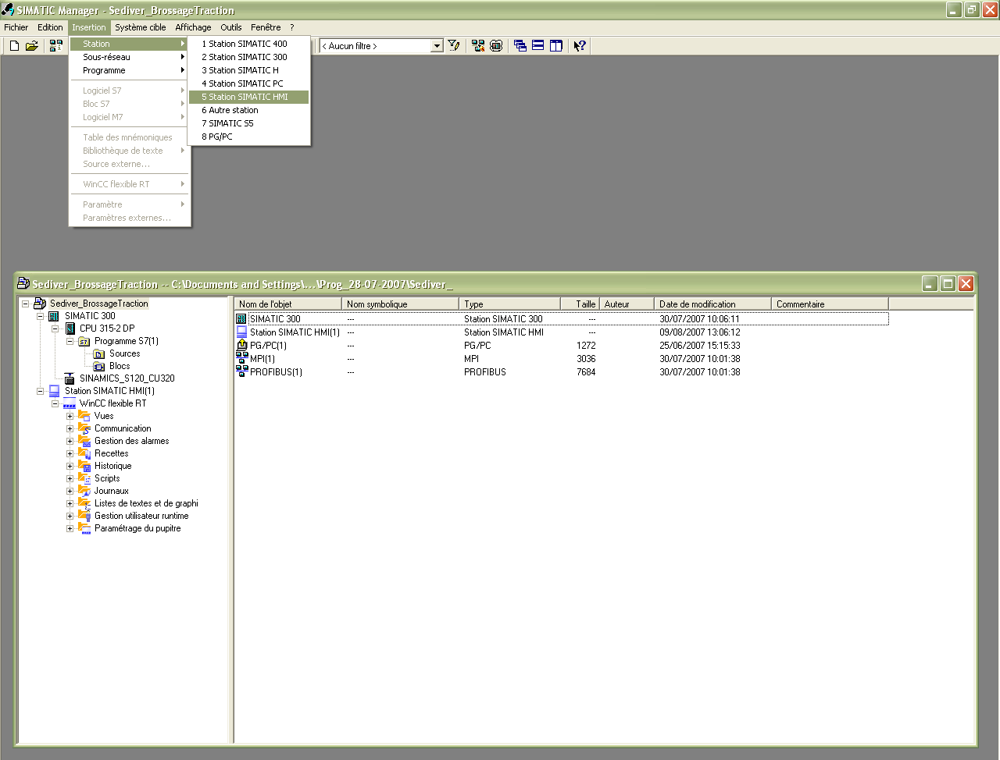 SIMATIC Manager - Sediver_BrossageTraction
Fichier Edition Insertion Système cible Affichage Outils Fenêtre ?
< Aucun filtre >
Station
Sous-réseau
Programme
Logiciel S7
Bloc S7
Logiciel M7
Table des mnémoniques
Bibliothèque de texte
Source externe...
WinCC flexible RT
Paramètre
Paramètres externes...
1 Station SIMATIC 400
2 Station SIMATIC 300
3 Station SIMATIC H
4 Station SIMATIC PC
5 Station SIMATIC HMI
6 Autre station
7 SIMATIC S5
8 PG/PC
Sediver_BrossageTraction -- C:\Documents and Settings\...\Prog_28-07-2007\Sediver_
Sediver_BrossageTraction
SIMATIC 300
CPU 315-2 DP
Programme S7(1)
Sources
Blocs
SINAMICS_S120_CU320
Station SIMATIC HMI(1)
WinCC flexible RT
Vues
Communication
Gestion des alarmes
Recettes
Historique
Scripts
Journaux
Listes de textes et de graphi
Gestion utilisateur runtime
Paramétrage du pupitre
Nom de l'objet Nom symbolique Type Taille Auteur Date de modification Commentaire
SIMATIC 300 --- Station SIMATIC 300 --- 30/07/2007 10:06:11
Station SIMATIC HMI(1) --- Station SIMATIC HMI --- 09/08/2007 13:06:12
PG/PC(1) --- PG/PC 1272 25/06/2007 15:15:33
MPI(1) --- MPI 3036 30/07/2007 10:01:38
PROFIBUS(1) --- PROFIBUS 7684 30/07/2007 10:01:38